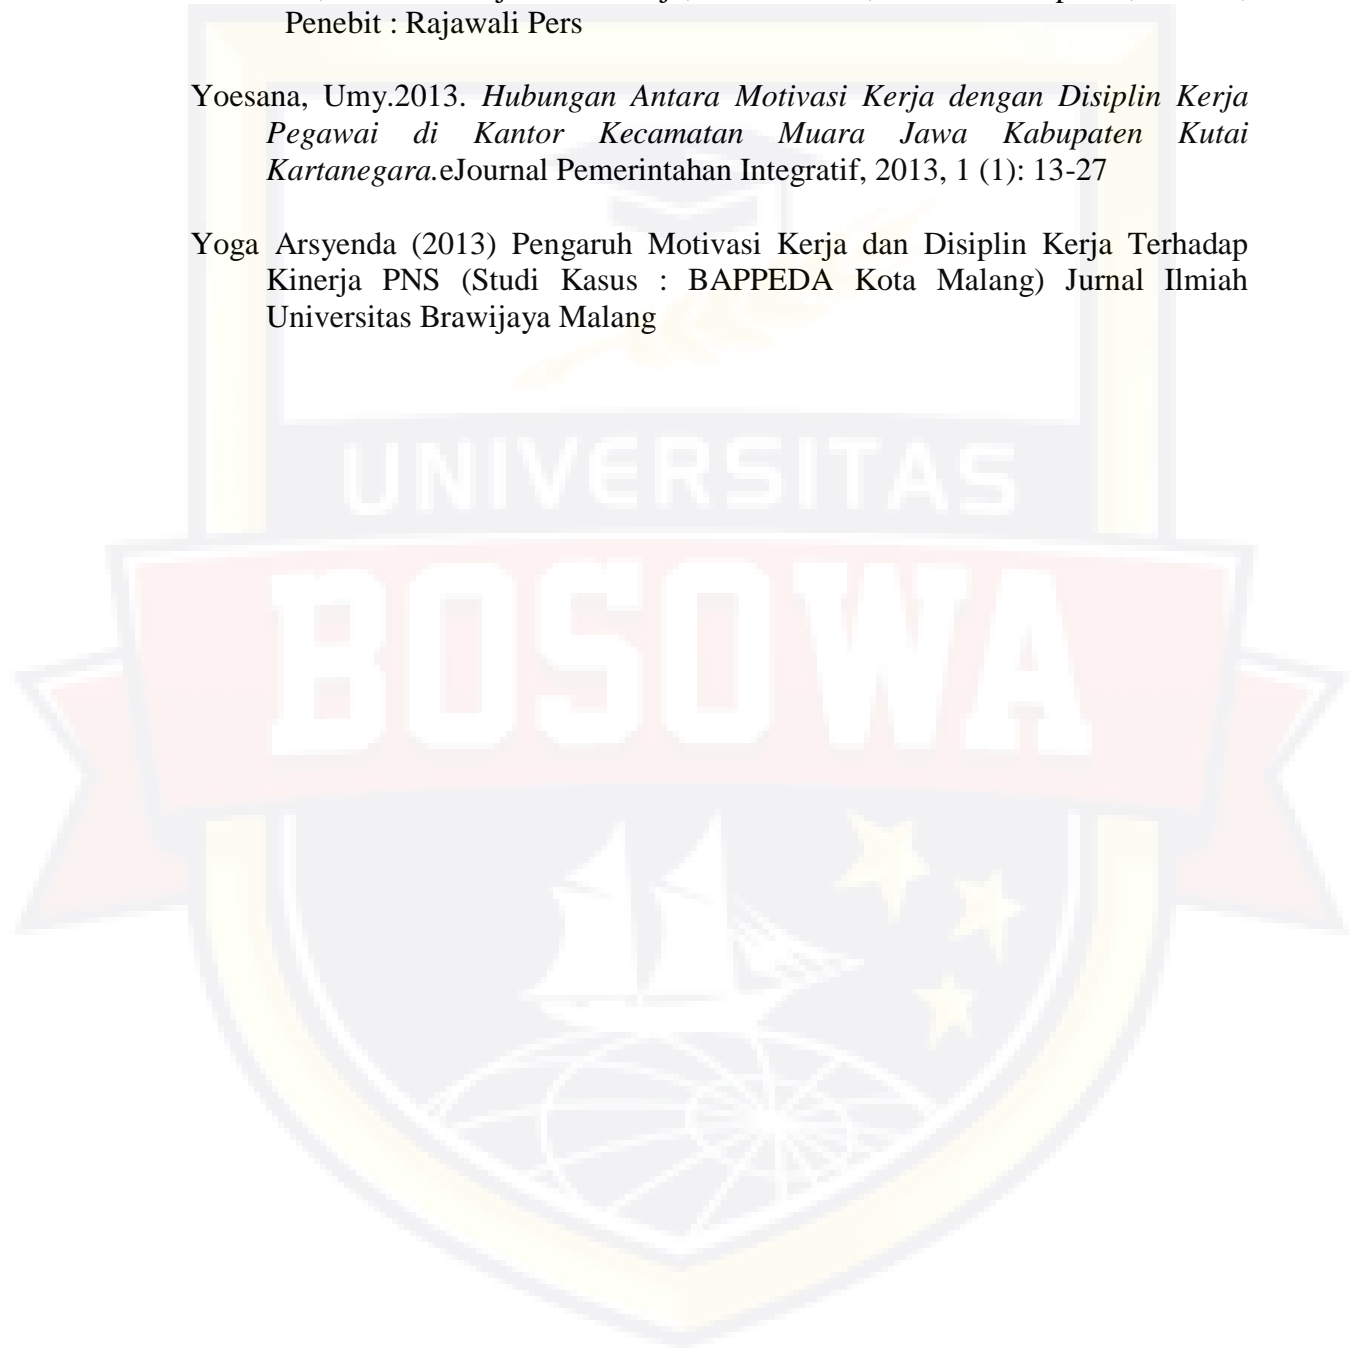 Penebit : Rajawali Pers
Yoesana, Umy.2013. Hubungan Antara Motivasi Kerja dengan Disiplin Kerja
Pegawai di Kantor Kecamatan Muara Jawa Kabupaten Kutai
Kartanegara.eJournal Pemerintahan Integratif, 2013, 1 (1): 13-27
Yoga Arsyenda (2013) Pengaruh Motivasi Kerja dan Disiplin Kerja Terhadap
Kinerja PNS (Studi Kasus : BAPPEDA Kota Malang) Jurnal Ilmiah
Universitas Brawijaya Malang
UNIVERSITAS
BOSOWA